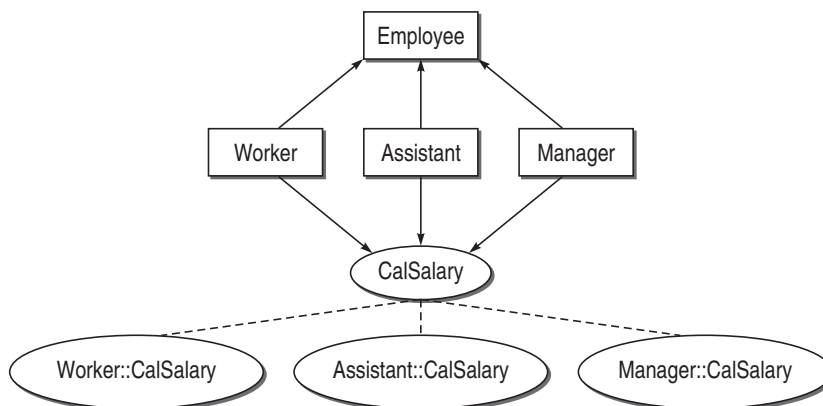 Employee
Worker
Assistant
Manager
CalSalary
Worker::CalSalary
Assistant::CalSalary
Manager::CalSalary